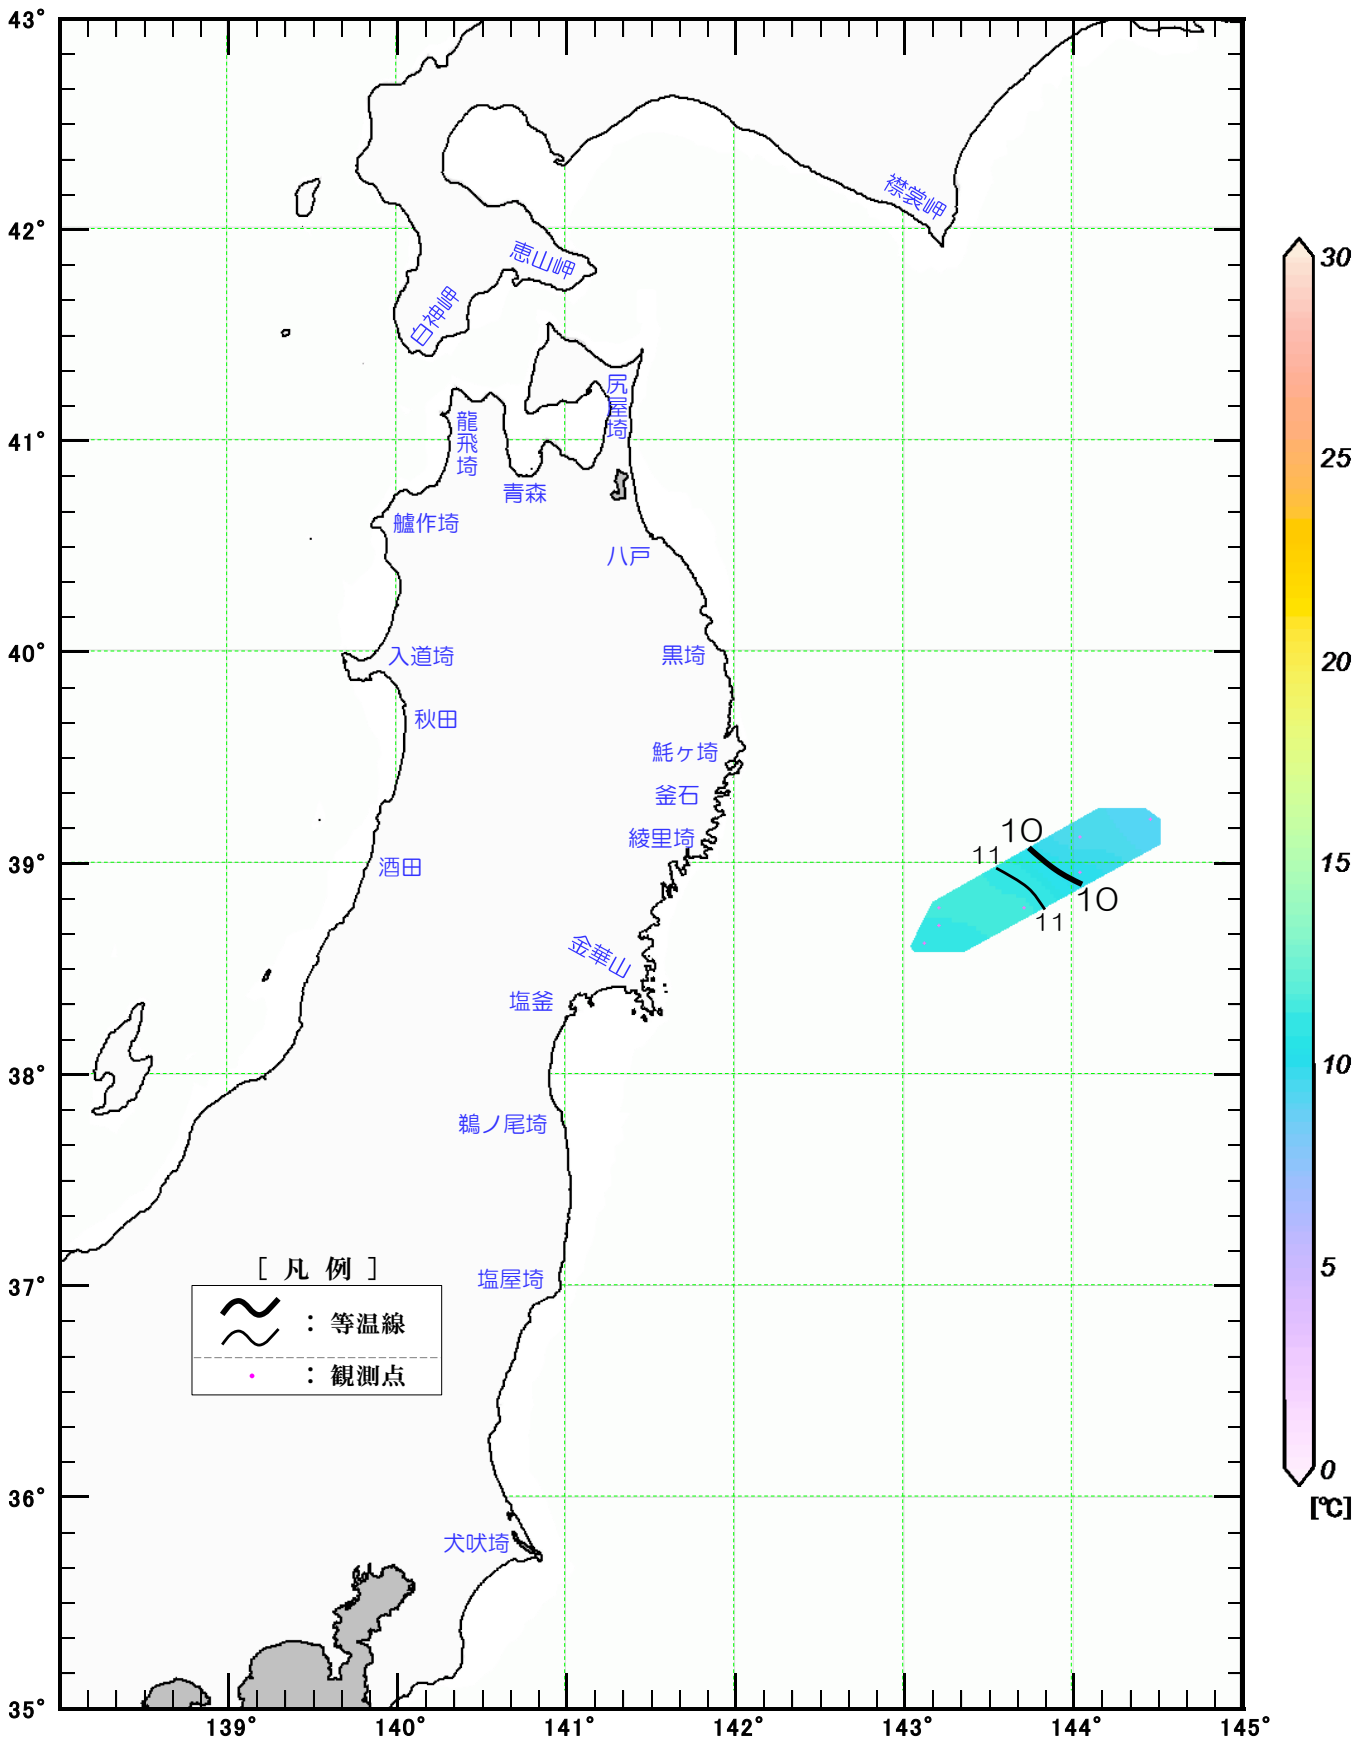 43°
42°
41°
40°
39°
38°
37°
36°
35°
139°
140°
141°
142°
143°
144°
145°
襟裳岬
恵山岬
白神岬
尻屋埼
龍飛埼
青森
艫作埼
八戸
入道埼
黒埼
秋田
魹ヶ埼
釜石
綾里埼
酒田
金華山
塩釜
鵜ノ尾埼
塩屋埼
犬吠埼
10
11
10
11
[ 凡 例 ]
： 等温線
： 観測点
30
25
20
15
10
5
0
[℃]